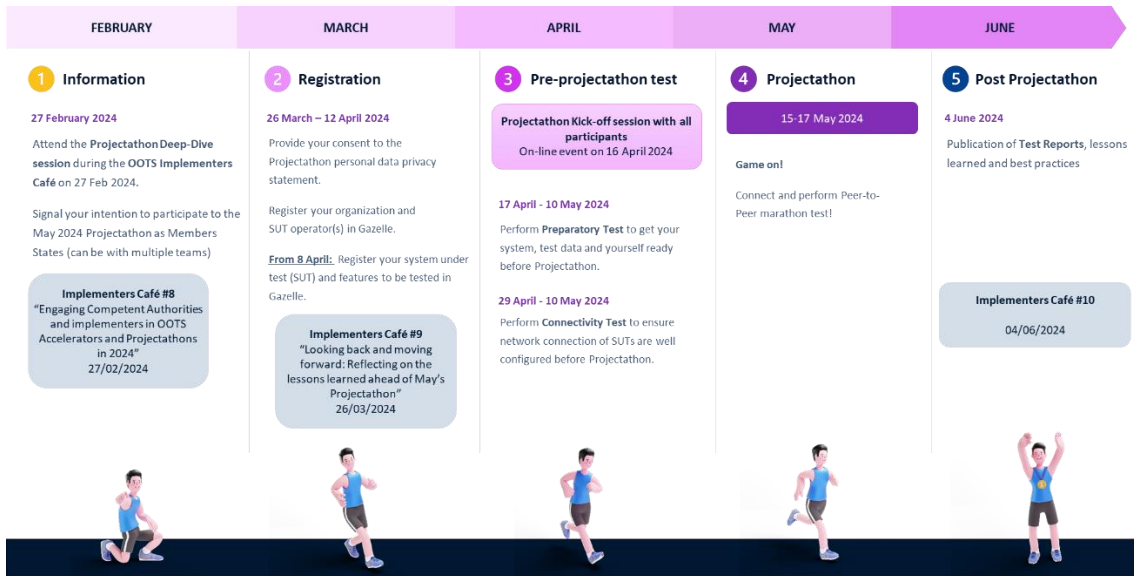 FEBRUARY
MARCH
APRIL
MAY
JUNE
1 Information
27 February 2024
Attend the Projectathon Deep-Dive
session during the OOTS Implementers
Café on 27 Feb 2024.
Signal your intention to participate to the
May 2024 Projectathon as Members
States (can be with multiple teams)
Implementers Café #8
“Engaging Competent Authorities
and implementers in OOTS
Accelerators and Projectathons
in 2024”
27/02/2024
2 Registration
26 March – 12 April 2024
Provide your consent to the
Projectathon personal data privacy
statement.
Register your organization and
SUT operator(s) in Gazelle.
From 8 April: Register your system under
test (SUT) and features to be tested in
Gazelle.
Implementers Café #9
“Looking back and moving
forward: Reflecting on the
lessons learned ahead of May’s
Projectathon”
26/03/2024
3 Pre-projectathon test
Projectathon Kick-off session with all
participants
On-line event on 16 April 2024
17 April - 10 May 2024
Perform Preparatory Test to get your
system, test data and yourself ready
before Projectathon.
29 April - 10 May 2024
Perform Connectivity Test to ensure
network connection of SUTs are well
configured before Projectathon.
4 Projectathon
15-17 May 2024
Game on!
Connect and perform Peer-to-
Peer marathon test!
5 Post Projectathon
4 June 2024
Publication of Test Reports, lessons
learned and best practices
Implementers Café #10
04/06/2024